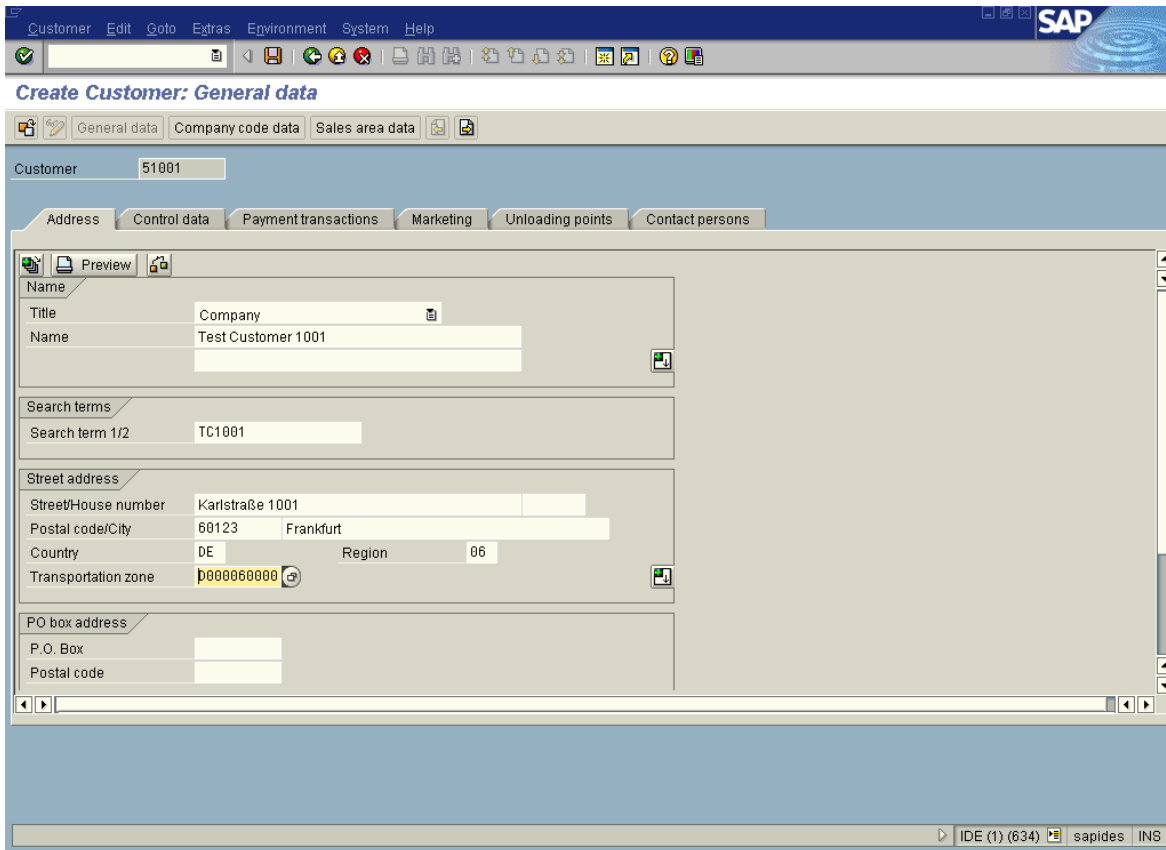 Customer Edit Goto Extras Environment System Help
SAP
Create Customer: General data
General data Company code data Sales area data
Customer 51001
Address Control data Payment transactions Marketing Unloading points Contact persons
Preview
Name
Title Company
Name Test Customer 1001
Search terms
Search term 1/2 TC1001
Street address
Street/House number Karlstraße 1001
Postal code/City 60123 Frankfurt
Country DE Region 06
Transportation zone D000060000
PO box address
P.O. Box
Postal code
IDE (1) (634) sapides INS